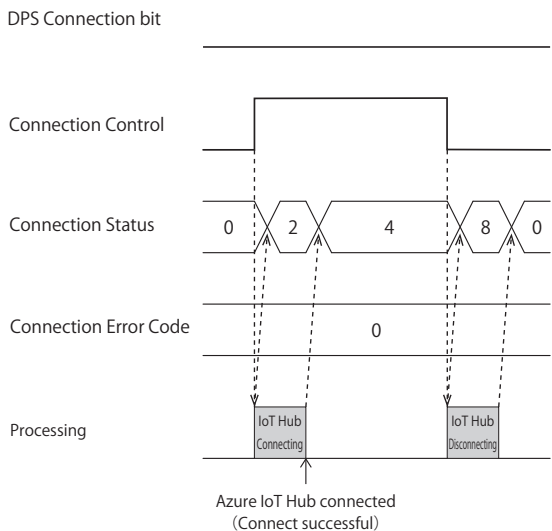 DPS Connection bit
Connection Control
Connection Status
0 2 4 8 0
Connection Error Code
0
Processing
IoT Hub
Connecting
IoT Hub
Disconnecting
Azure IoT Hub connected
(Connect successful)